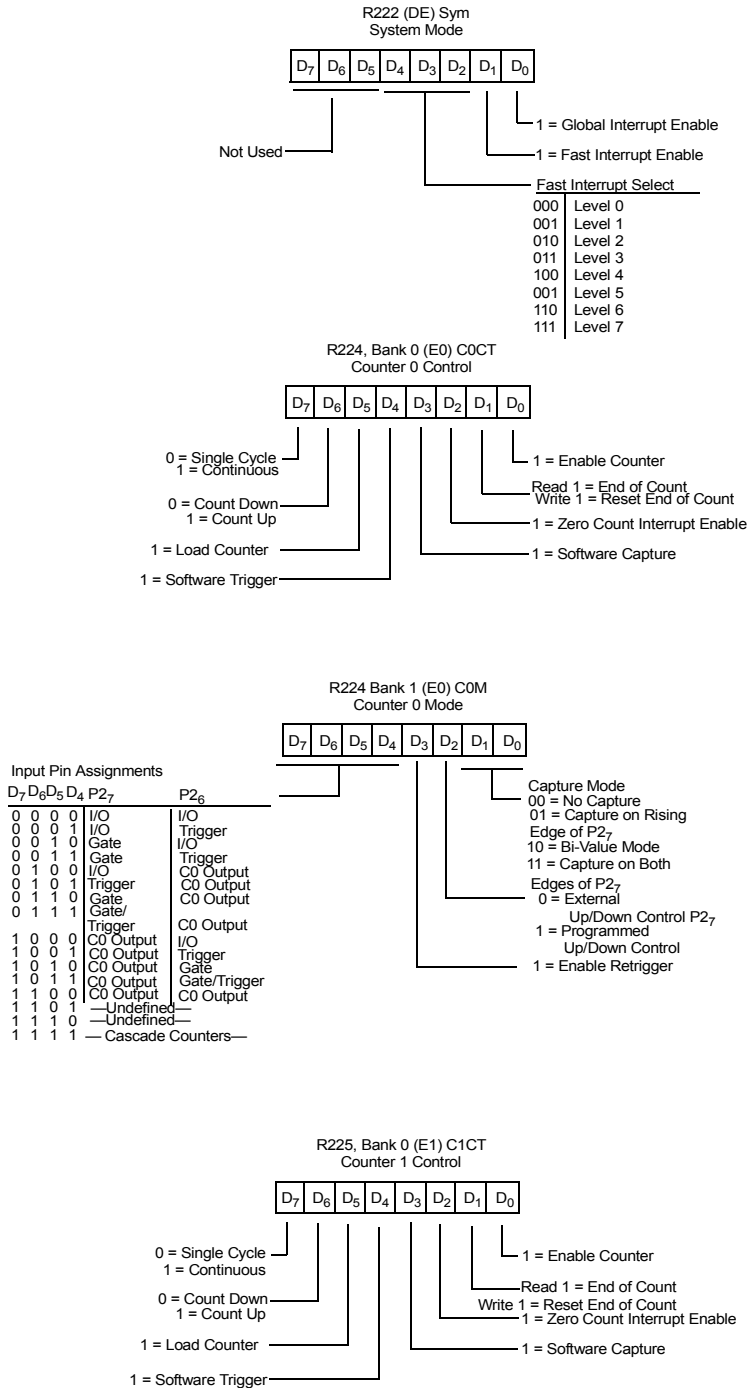 R222 (DE) Sym
System Mode
D7 D6 D5 D4 D3 D2 D1 D0
1 = Global Interrupt Enable
Not Used
1 = Fast Interrupt Enable
Fast Interrupt Select
000 Level 0
001 Level 1
010 Level 2
011 Level 3
100 Level 4
001 Level 5
110 Level 6
111 Level 7
R224, Bank 0 (E0) C0CT
Counter 0 Control
D7 D6 D5 D4 D3 D2 D1 D0
0 = Single Cycle
1 = Continuous
0 = Count Down
1 = Count Up
1 = Load Counter
1 = Software Trigger
1 = Enable Counter
Read 1 = End of Count
Write 1 = Reset End of Count
1 = Zero Count Interrupt Enable
1 = Software Capture
R224 Bank 1 (E0) C0M
Counter 0 Mode
D7 D6 D5 D4 D3 D2 D1 D0
Input Pin Assignments
D7 D6 D5 D4 P27 P26
0 0 0 0 I/O I/O
0 0 0 1 I/O Trigger
0 0 1 0 Gate I/O
0 0 1 1 Gate Trigger
0 1 0 0 I/O C0 Output
0 1 0 1 Trigger C0 Output
0 1 1 0 Gate C0 Output
0 1 1 1 Gate/
Trigger C0 Output
1 0 0 0 C0 Output I/O
1 0 0 1 C0 Output Trigger
1 0 1 0 C0 Output Gate
1 0 1 1 C0 Output Gate/Trigger
1 1 0 0 C0 Output C0 Output
1 1 0 1 —Undefined—
1 1 1 0 —Undefined—
1 1 1 1 — Cascade Counters—
Capture Mode
00 = No Capture
01 = Capture on Rising
Edge of P27
10 = Bi-Value Mode
11 = Capture on Both
Edges of P27
0 = External
Up/Down Control P27
1 = Programmed
Up/Down Control
1 = Enable Retrigger
R225, Bank 0 (E1) C1CT
Counter 1 Control
D7 D6 D5 D4 D3 D2 D1 D0
0 = Single Cycle
1 = Continuous
0 = Count Down
1 = Count Up
1 = Load Counter
1 = Software Trigger
1 = Enable Counter
Read 1 = End of Count
Write 1 = Reset End of Count
1 = Zero Count Interrupt Enable
1 = Software Capture